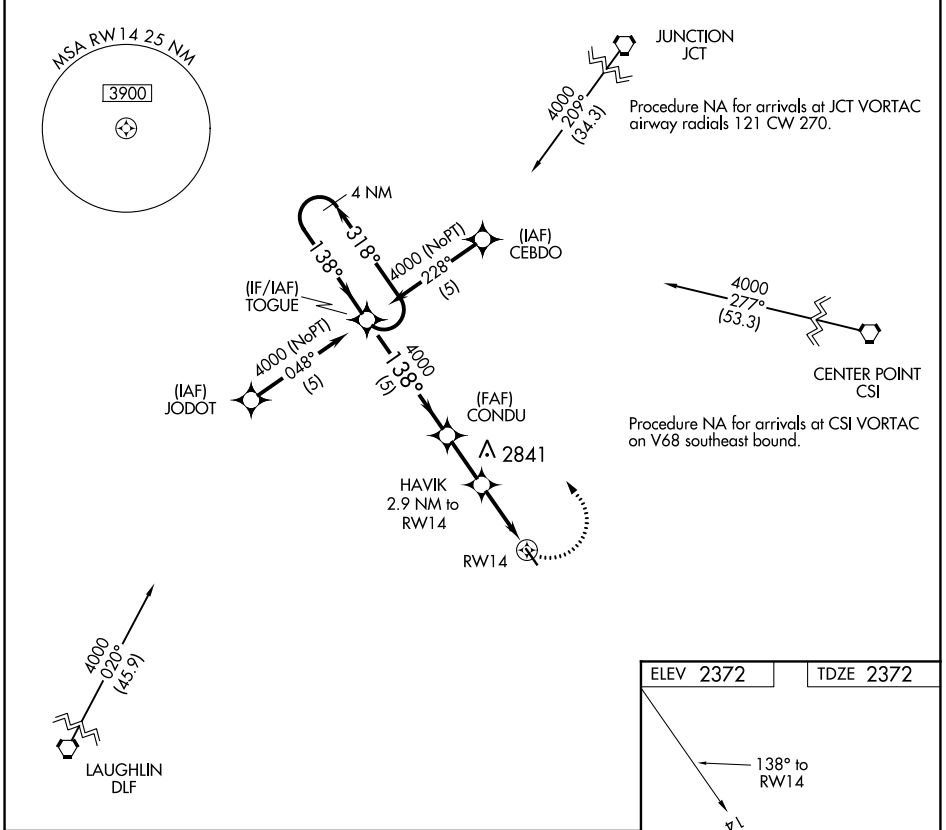 MSA RW14 25 NM
3900
JUNCTION
JCT
4000
209°
(34.3)
Procedure NA for arrivals at JCT VORTAC
airway radials 121 CW 270.
4 NM
318°
138°
4000 (NoPT)
228°
(5)
(IAF)
CEBDO
(IF/IAF)
TOGUE
4000 (NoPT)
048°
(5)
(IAF)
JODOT
4000
138°
(5)
4000
277°
(53.3)
CENTER POINT
CSI
Procedure NA for arrivals at CSI VORTAC
on V68 southeast bound.
(FAF)
CONDU
2841
HAVIK
2.9 NM to
RW14
RW14
4000
020°
(45.9)
LAUGHLIN
DLF
ELEV 2372
TDZE 2372
138° to
RW14
14